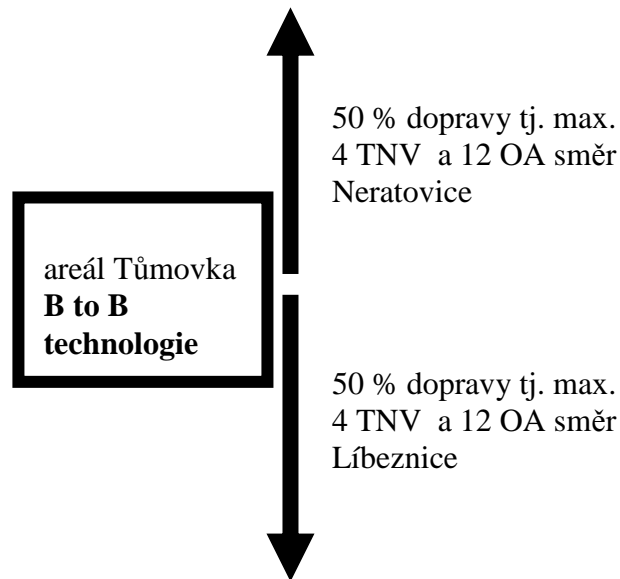 50 % dopravy tj. max.
4 TNV a 12 OA směr
Neratovice
areál Tůmovka
B to B
technologie
50 % dopravy tj. max.
4 TNV a 12 OA směr
Líbeznice